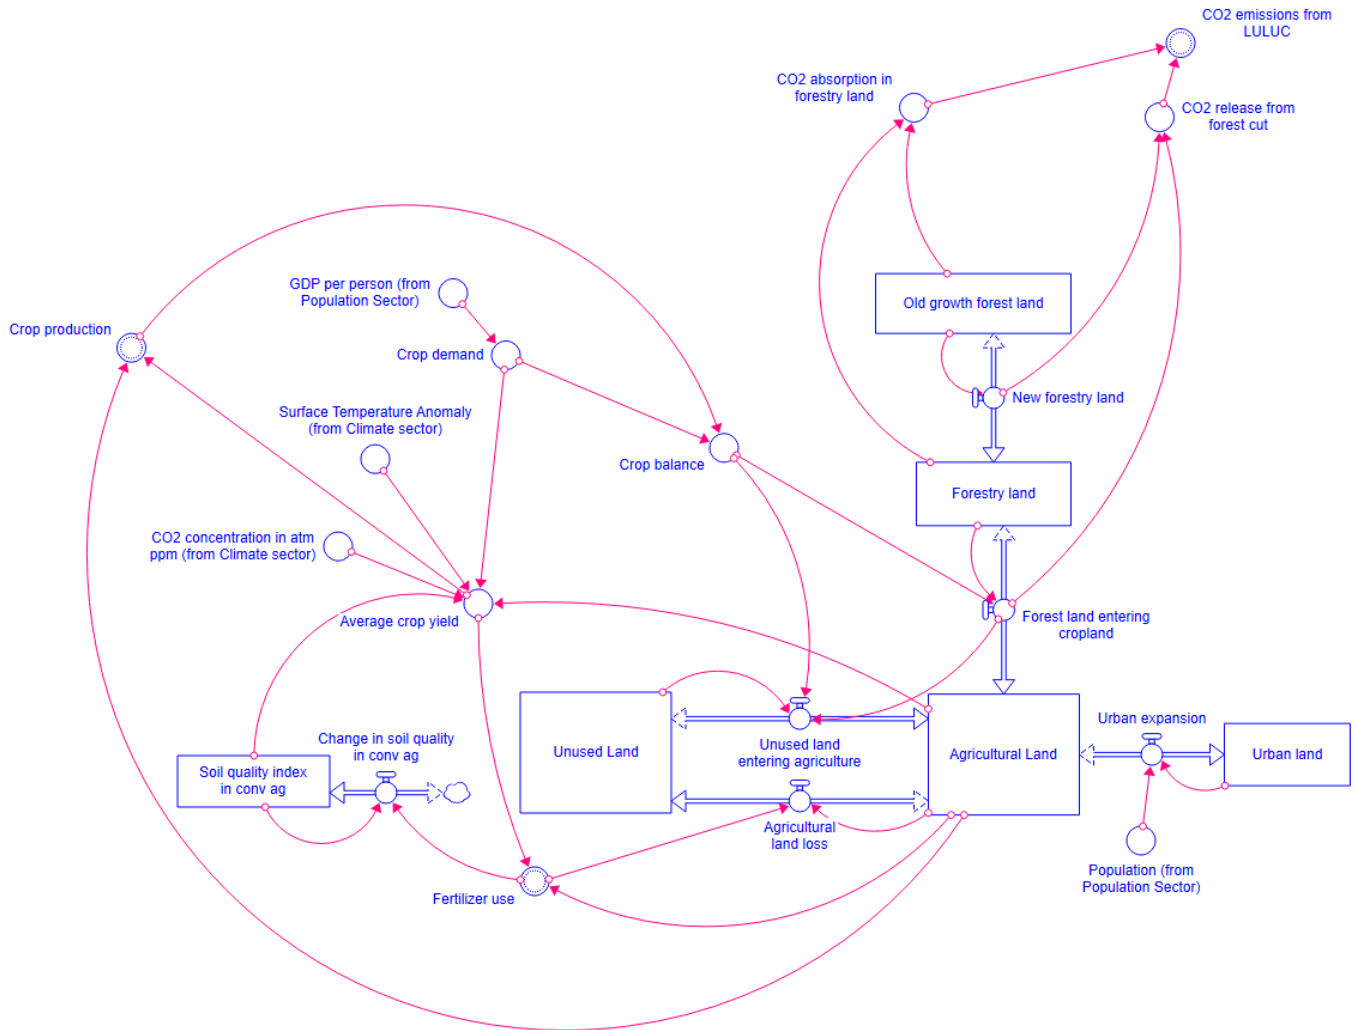 CO2 emissions from
LULUC
CO2 absorption in
forestry land
CO2 release from
forest cut
GDP per person (from
Population Sector)
Old growth forest land
Crop production
Crop demand
New forestry land
Surface Temperature Anomaly
(from Climate sector)
Crop balance
Forestry land
CO2 concentration in atm
ppm (from Climate sector)
Average crop yield
Forest land entering
cropland
Change in soil quality
in conv ag
Unused Land
Unused land
entering agriculture
Agricultural Land
Urban expansion
Urban land
Soil quality index
in conv ag
Agricultural
land loss
Population (from
Population Sector)
Fertilizer use